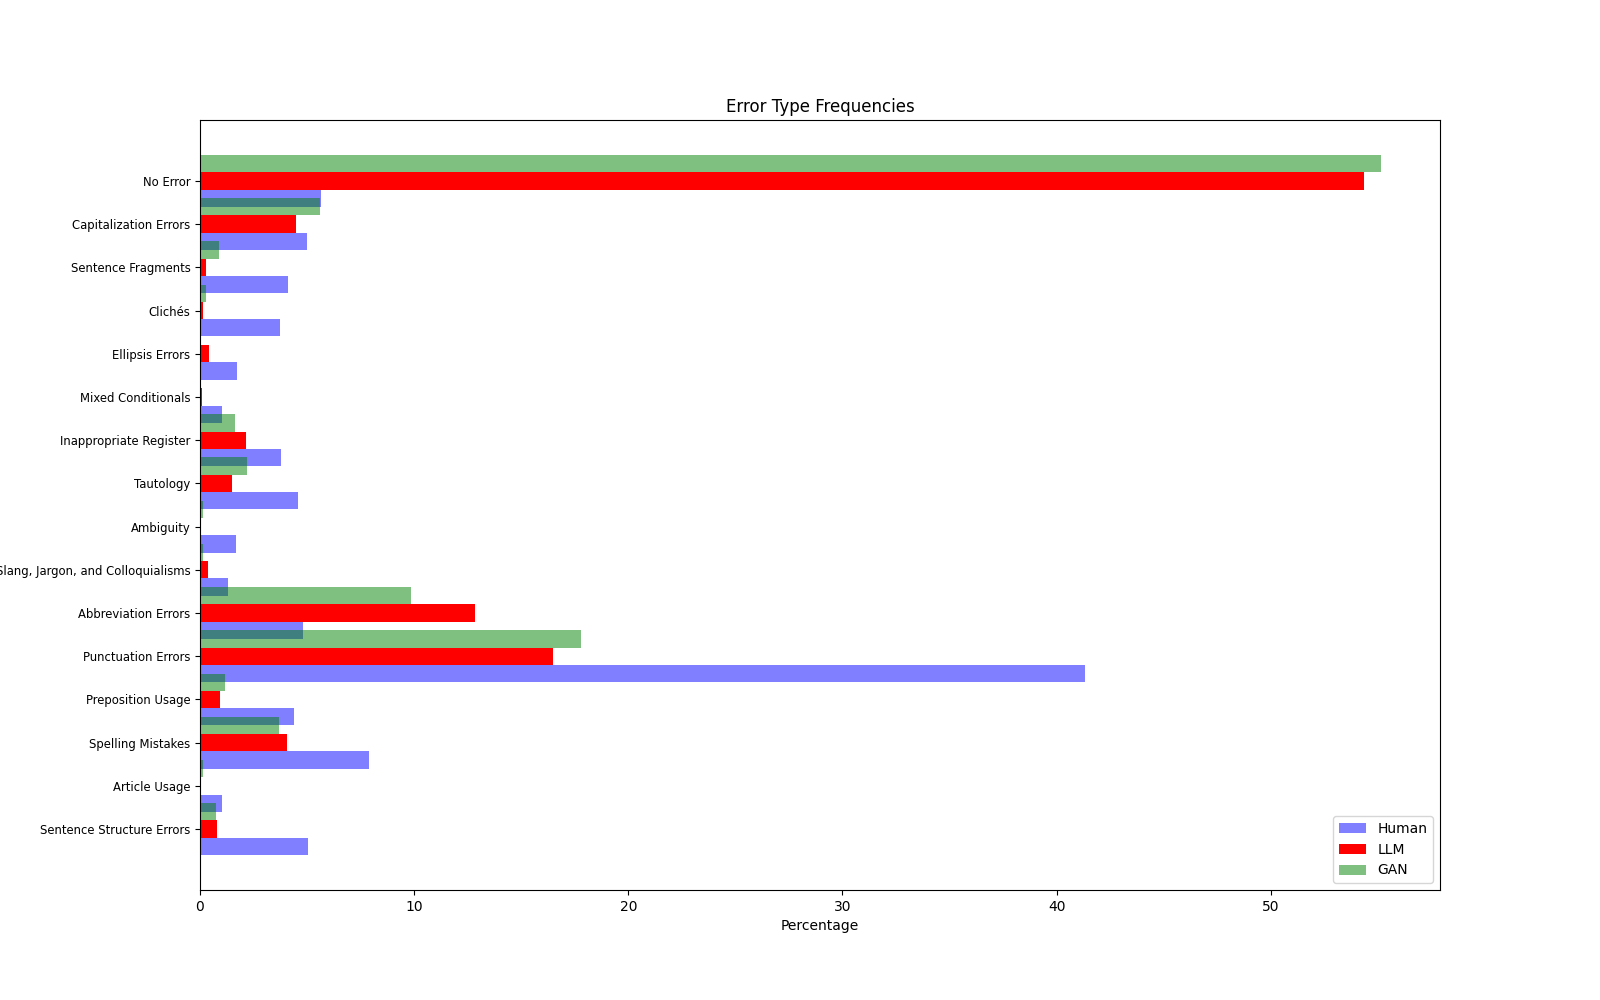 Error Type Frequencies
No Error
Capitalization Errors
Sentence Fragments
Clichés
Ellipsis Errors
Mixed Conditionals
Inappropriate Register
Tautology
Ambiguity
Slang, Jargon, and Colloquialisms
Abbreviation Errors
Punctuation Errors
Preposition Usage
Spelling Mistakes
Article Usage
Sentence Structure Errors
Human
LLM
GAN
0 10 20 30 40 50
Percentage